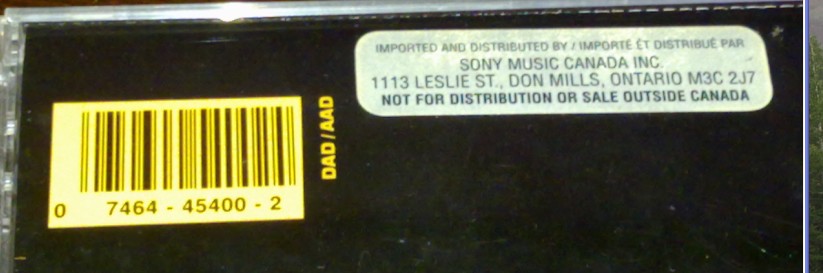 IMPORTED AND DISTRIBUTED BY / IMPORTÉ ET DISTRIBUÉ PAR
SONY MUSIC CANADA INC.
1113 LESLIE ST., DON MILLS, ONTARIO M3C 2J7
NOT FOR DISTRIBUTION OR SALE OUTSIDE CANADA
DAD/AAD
0 7464 - 45400 - 2